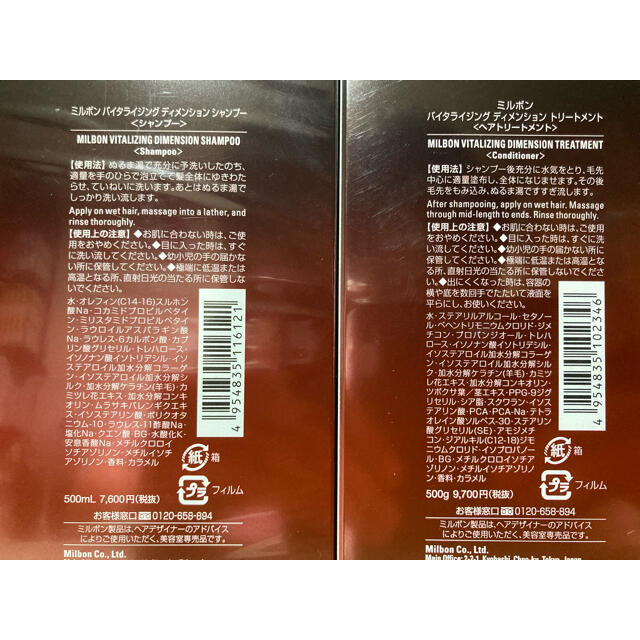 ミルボン バイタライジング ディメンション シャンプー
<シャンプー>
MILBON VITALIZING DIMENSION SHAMPOO
<Shampoo>
【使用法】ぬるま湯で充分に予洗いしたのち、
適量を手のひらで泡立てて髪全体にゆきわた
らせ、ていねいに洗います。あとはぬるま湯で
しっかり洗い流します。
Apply on wet hair, massage into a lather, and
rinse thoroughly.
【使用上の注意】◆お肌に合わない時は、ご使
用をおやめください。◆目に入った時は、すぐ
に洗い流してください。◆幼小児の手の届かな
い所に保管してください。◆極端に低温または
高温となる所、直射日光の当たる所に保管しな
いでください。
水・オレフィン(C14-16)スルホン
酸Na・コカミドプロピルベタイ
ン・ミリスタミドプロピルベタイ
ン・ラウロイルアスパラギン酸
Na・ラウレス-6カルボン酸・カプ
リン酸グリセリル・トレハロース・
イソノナン酸イソトリデシル・イソ
ステアロイル加水分解コラーゲ
ン・イソステアロイル加水分解シ
ルク・加水分解ケラチン(羊毛)・カ
ミツレ花エキス・加水分解コンキ
オリン・ムラサキバレンギクエキ
ス・イソステアリン酸・ポリクオタ
ニウム-10・ラウレス-11酢酸Na・
塩化Na・クエン酸・BG・水酸化K・
安息香酸Na・メチルクロロイ
ソチアゾリノン・メチルイソチ
アゾリノン・香料・カラメル
4 954835 116121
紙 箱
プラ フィルム
500mL 7,600円(税抜)
お客様窓口 0120-658-894
ミルボン製品は、ヘアデザイナーのアドバイス
によりご使用いただく、美容室専売品です。
Milbon Co., Ltd.
ミルボン
バイタライジング ディメンション トリートメント
<ヘアトリートメント>
MILBON VITALIZING DIMENSION TREATMENT
<Conditioner>
【使用法】シャンプー後充分に水気をとり、毛先
中心に適量塗布し、全体になじませます。その後
毛先をもみ込み、ぬるま湯ですすぎ流します。
After shampooing, apply on wet hair. Massage
through mid-length to ends. Rinse thoroughly.
【使用上の注意】◆お肌に合わない時は、ご使
用をおやめください。◆目に入った時は、すぐに
洗い流してください。◆幼小児の手の届かない
所に保管してください。◆極端に低温または高温とな
る所、直射日光の当たる所に保管しないでくださ
い。◆出にくくなった時は、容器の
横や底を数回手でたたいて液面を
平らにし、お使いください。
水・ステアリルアルコール・セタノー
ル・ベヘントリモニウムクロリド・ジメ
チコン・プロパンジオール・トレハロ
ース・イソノナン酸イソトリデシル・
イソステアロイル加水分解コラーゲ
ン・イソステアロイル加水分解シル
ク・加水分解ケラチン(羊毛)・カミツ
レ花エキス・加水分解コンキオリン・
ツボクサ葉/茎エキス・PPG-9ジグリ
セリル・シア脂・スクワラン・イソステ
アリン酸・PCA・PCA-Na・テトラ
オレイン酸ソルベス-30・ステアリン
酸グリセリル(SE)・アモジメチ
コン・ジアルキル(C12-18)ジモ
ニウムクロリド・イソプロパノー
ル・BG・メチルクロロイソチア
ゾリノン・メチルイソチアゾリノ
ン・香料・カラメル
4 954835 102346
紙 箱
プラ フィルム
500g 9,700円(税抜)
お客様窓口 0120-658-894
ミルボン製品は、ヘアデザイナーのアドバイス
によりご使用いただく、美容室専売品です。
Milbon Co., Ltd.
Main Office: 2-2-1, Kyobashi, Chuo-ku, Tokyo, Japan